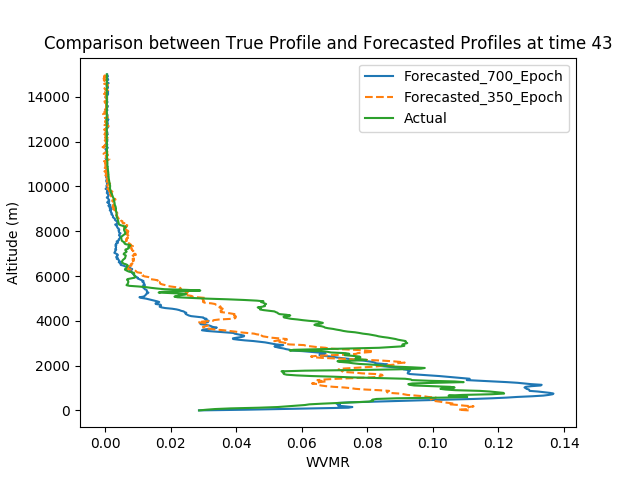 Comparison between True Profile and Forecasted Profiles at time 43
Forecasted_700_Epoch
Forecasted_350_Epoch
Actual
14000
12000
10000
8000
6000
4000
2000
0
Altitude (m)
0.00 0.02 0.04 0.06 0.08 0.10 0.12 0.14
WVMR